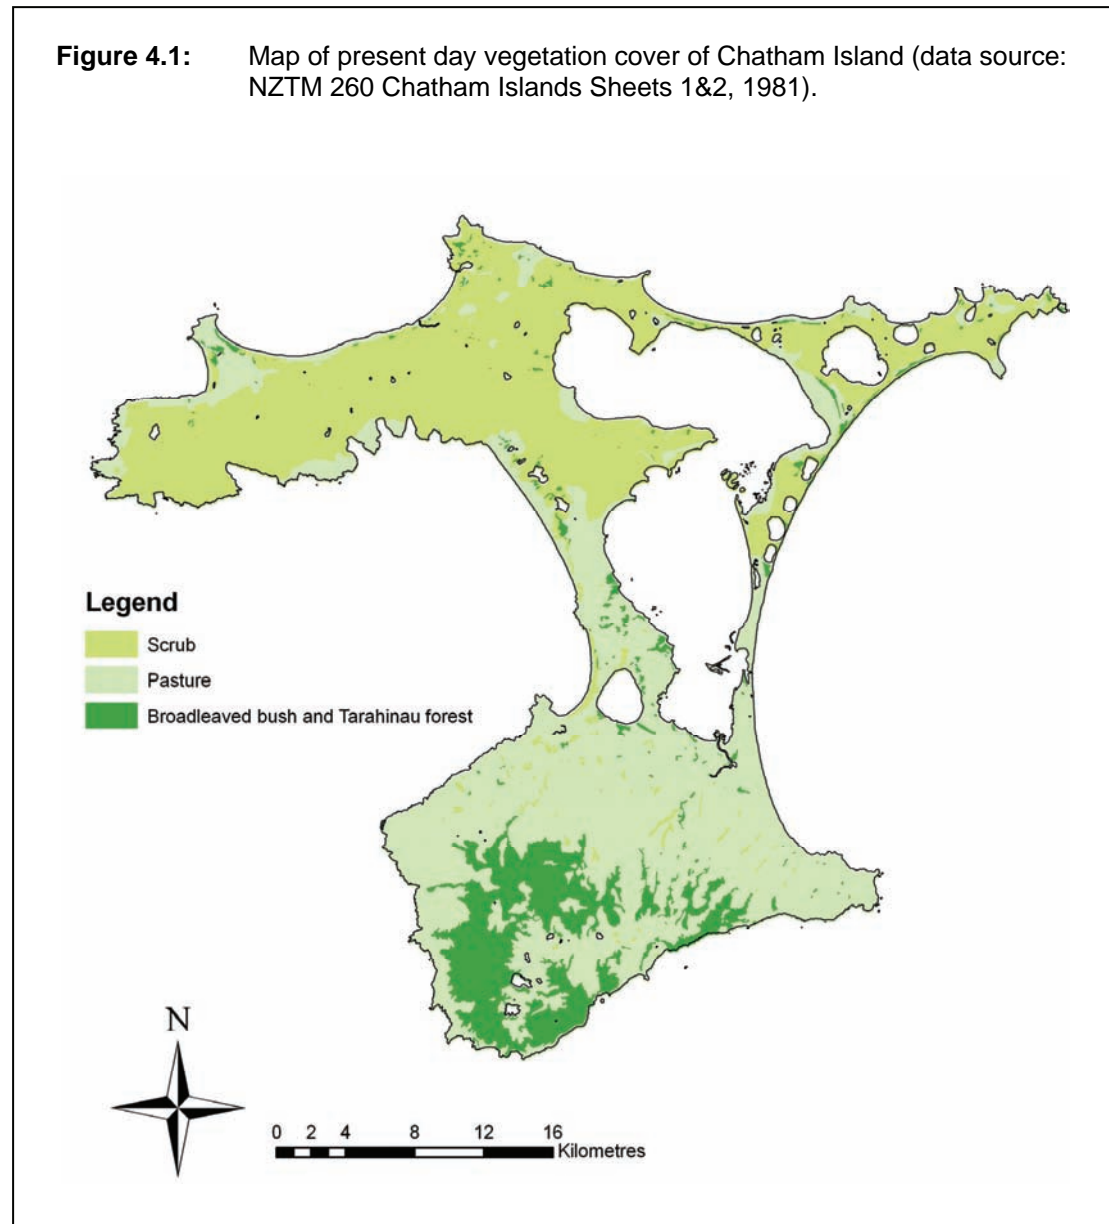 Figure 4.1: Map of present day vegetation cover of Chatham Island (data source:
NZTM 260 Chatham Islands Sheets 1&2, 1981).
Legend
Scrub
Pasture
Broadleaved bush and Tarahinau forest
N
0 2 4 8 12 16
Kilometres